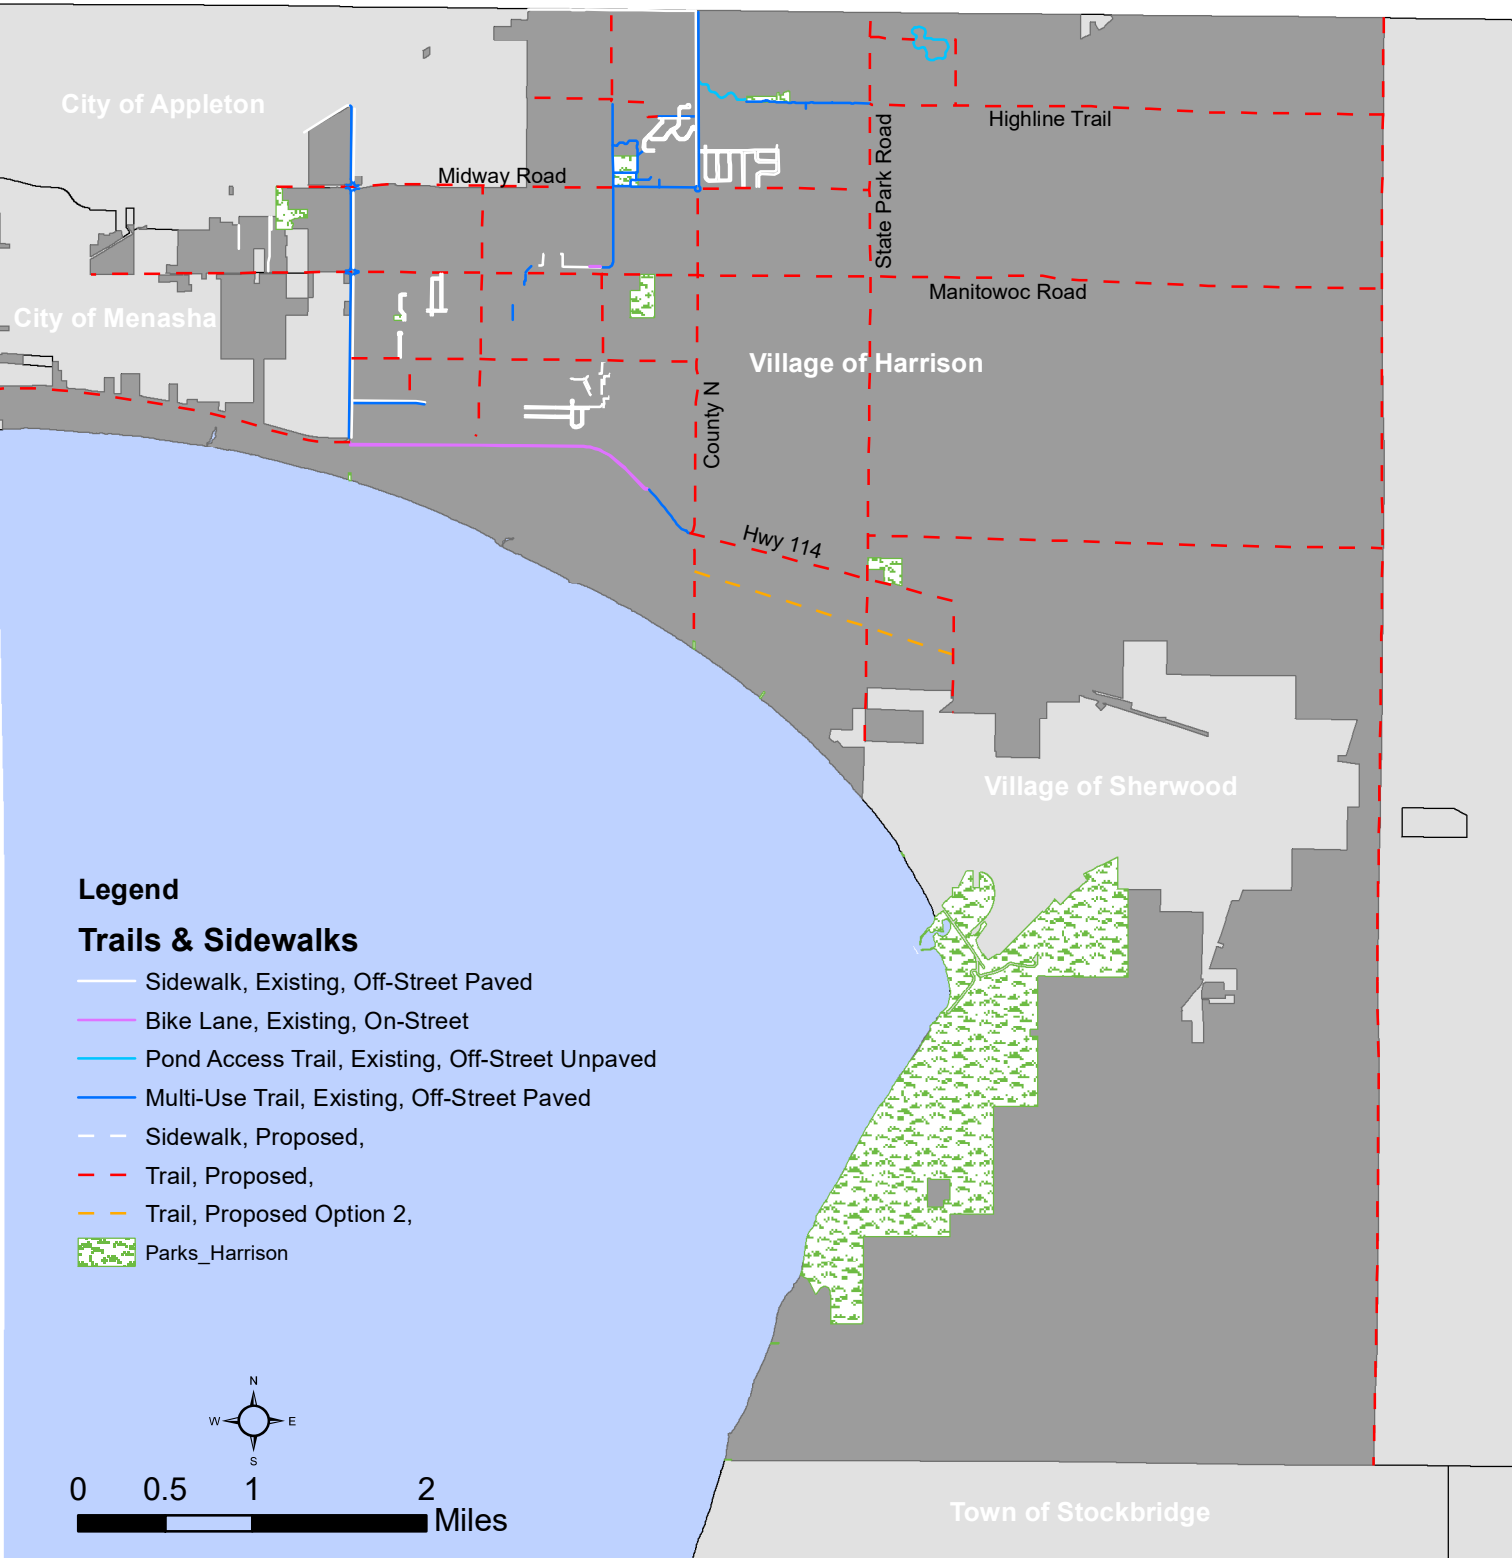 City of Appleton
Highline Trail
State Park Road
Midway Road
Manitowoc Road
City of Menasha
Village of Harrison
County N
Hwy 114
Village of Sherwood
Legend
Trails & Sidewalks
Sidewalk, Existing, Off-Street Paved
Bike Lane, Existing, On-Street
Pond Access Trail, Existing, Off-Street Unpaved
Multi-Use Trail, Existing, Off-Street Paved
Sidewalk, Proposed,
Trail, Proposed,
Trail, Proposed Option 2,
Parks_Harrison
N
W E
S
0 0.5 1 2
Miles
Town of Stockbridge